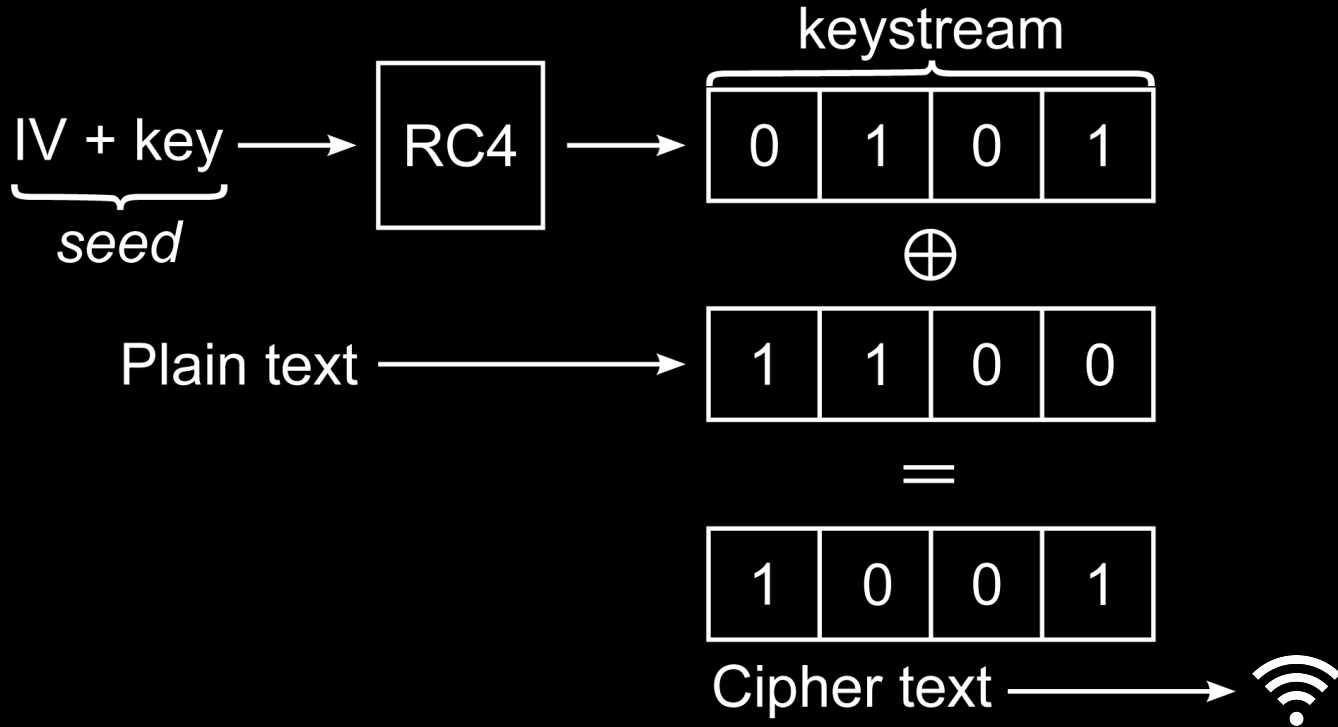 keystream
IV + key
RC4
0 1 0 1
seed
⊕
Plain text
1 1 0 0
=
1 0 0 1
Cipher text